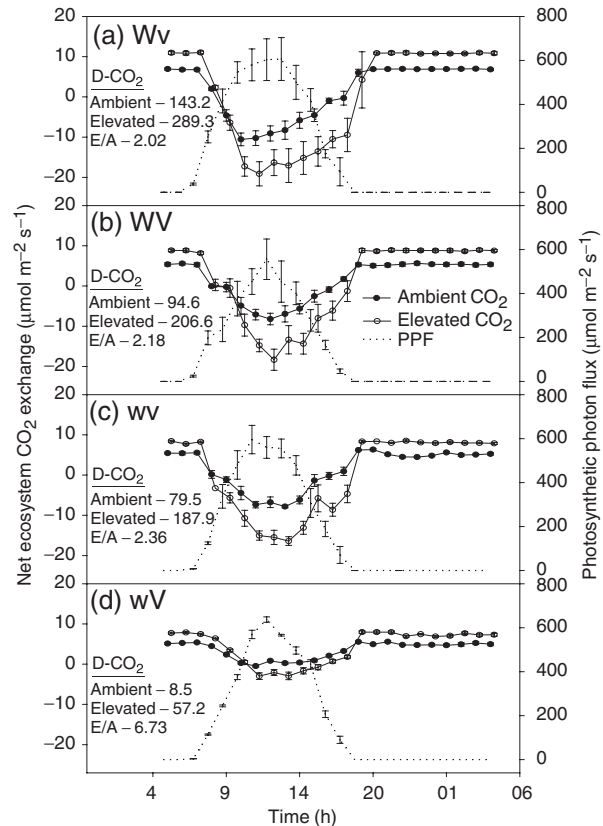 Net ecosystem CO₂ exchange (μmol m⁻² s⁻¹)
Photosynthetic photon flux (μmol m⁻² s⁻¹)
20
10
0
−10
−20
800
600
400
200
0
(a) Wv
D-CO₂
Ambient – 143.2
Elevated – 289.3
E/A – 2.02
20
10
0
−10
−20
800
600
400
200
0
(b) WV
D-CO₂
Ambient – 94.6
Elevated – 206.6
E/A – 2.18
Ambient CO₂
Elevated CO₂
PPF
20
10
0
−10
−20
800
600
400
200
0
(c) wv
D-CO₂
Ambient – 79.5
Elevated – 187.9
E/A – 2.36
20
10
0
−10
−20
800
600
400
200
0
(d) wV
D-CO₂
Ambient – 8.5
Elevated – 57.2
E/A – 6.73
4 9 14 20 01 06
Time (h)